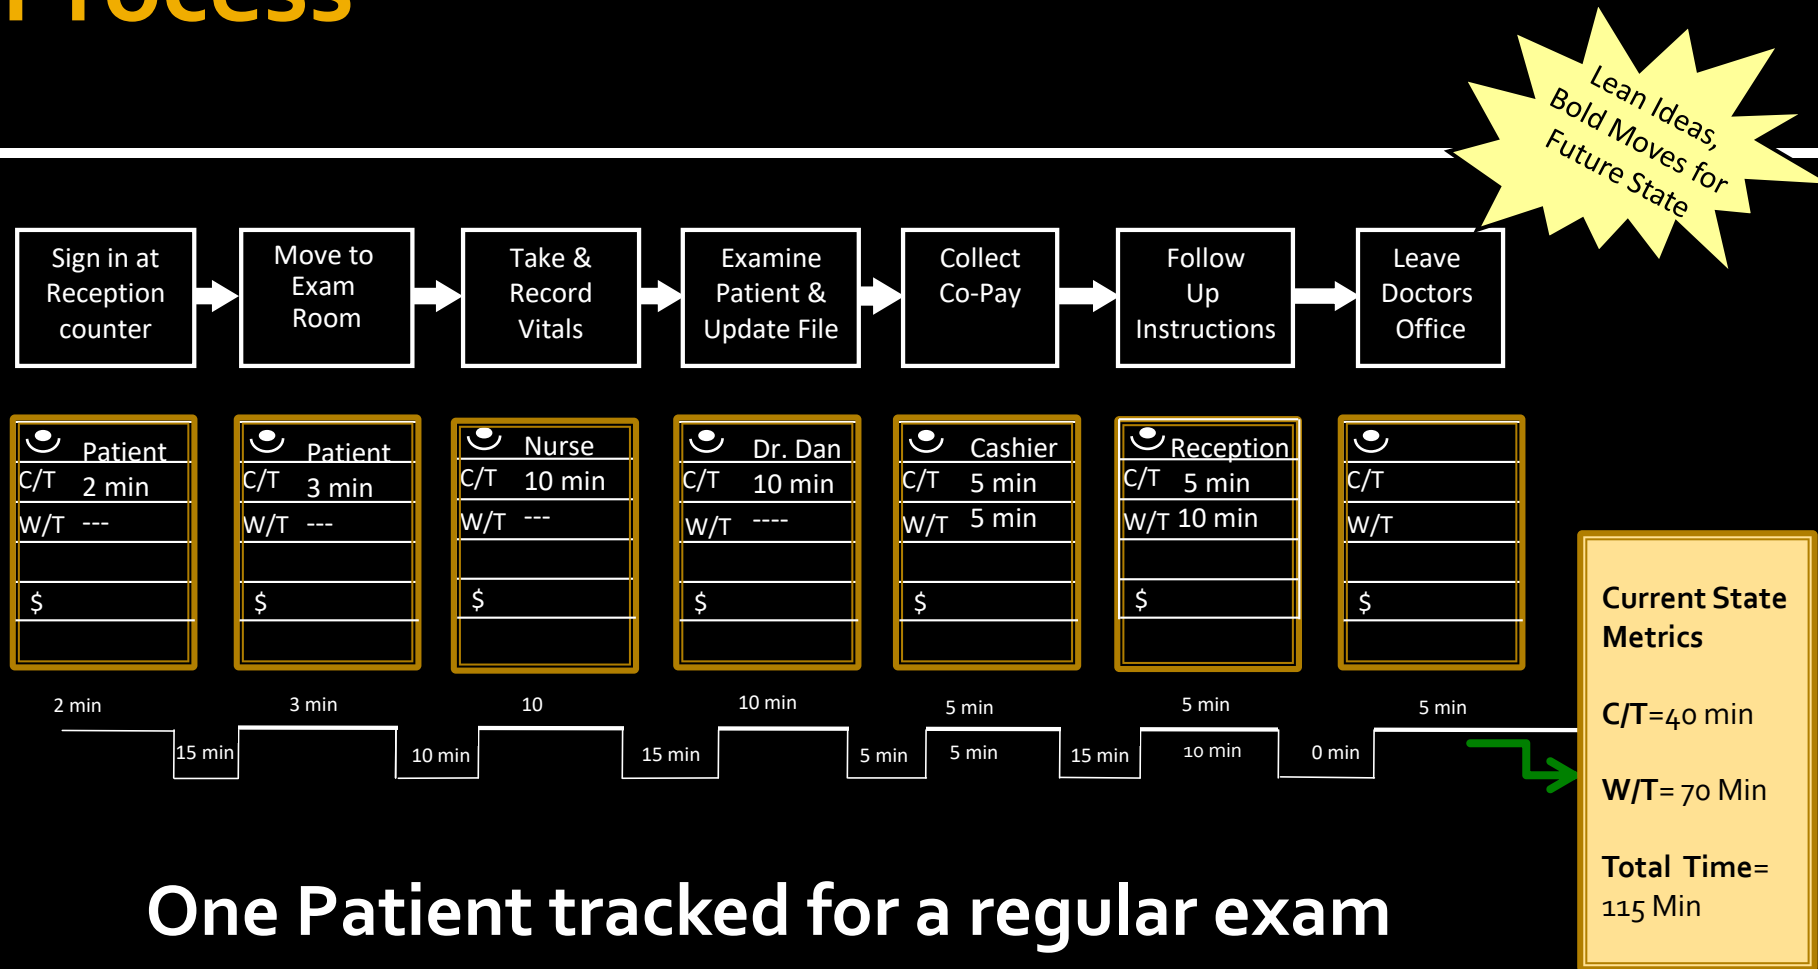 Process
Lean Ideas,
Bold Moves for
Future State
Sign in at
Reception
counter
Move to
Exam
Room
Take &
Record
Vitals
Examine
Patient &
Update File
Collect
Co-Pay
Follow
Up
Instructions
Leave
Doctors
Office
Patient
C/T 2 min
W/T ---
$
Patient
C/T 3 min
W/T ---
$
Nurse
C/T 10 min
W/T ---
$
Dr. Dan
C/T 10 min
W/T ----
$
Cashier
C/T 5 min
W/T 5 min
$
Reception
C/T 5 min
W/T 10 min
$
C/T
W/T
$
2 min 3 min 10 10 min 5 min 5 min 5 min
15 min 10 min 15 min 5 min 5 min 15 min 10 min 0 min
Current State
Metrics
C/T=40 min
W/T= 70 Min
Total Time=
115 Min
One Patient tracked for a regular exam